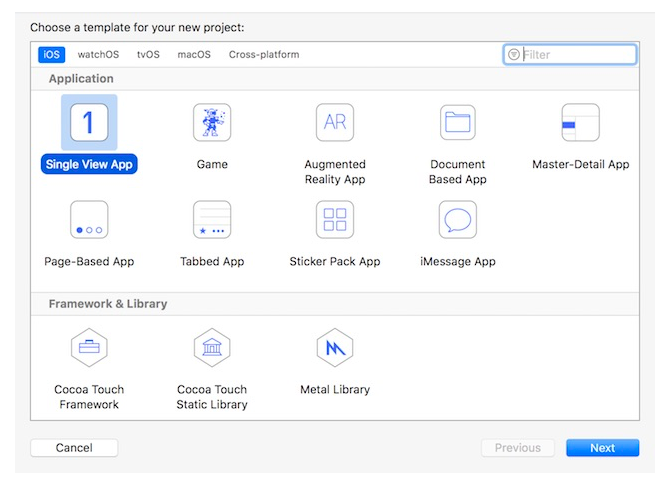 Choose a template for your new project:
iOS watchOS tvOS macOS Cross-platform Filter
Application
1 AR
Single View App Game Augmented Document Master-Detail App
Reality App Based App
Page-Based App Tabbed App Sticker Pack App iMessage App
Framework & Library
Cocoa Touch Cocoa Touch Metal Library
Framework Static Library
Cancel Previous Next